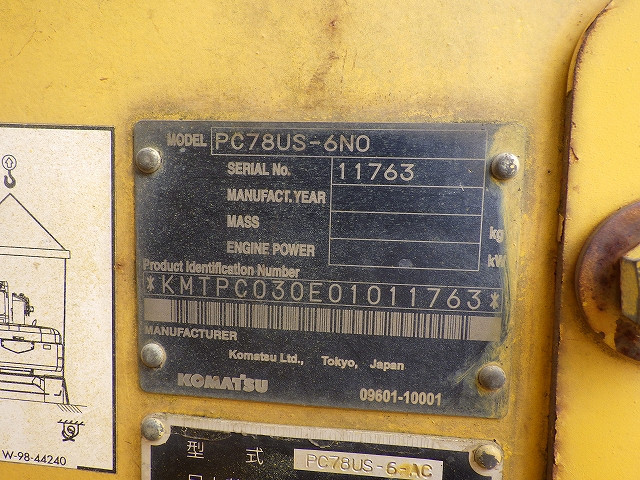 MODEL PC78US-6N0
SERIAL No. 11763
MANUFACT.YEAR
MASS kg
ENGINE POWER kW
Product Identification Number
*KMTPC030E01011763*
MANUFACTURER
Komatsu Ltd., Tokyo, Japan
KOMATSU
09601-10001
W-98-44240
型式 PC78US-6-AC